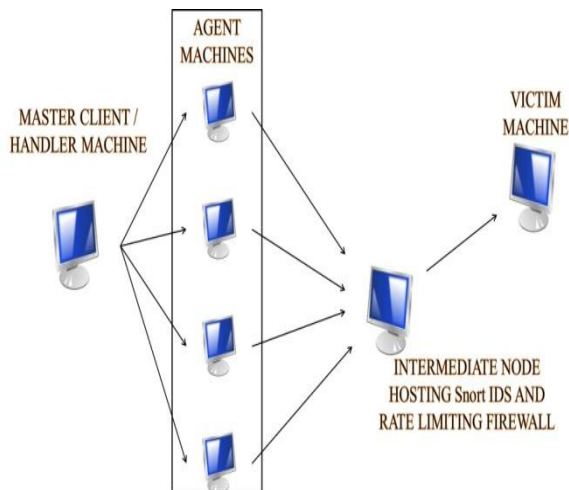 AGENT
MACHINES
MASTER CLIENT /
HANDLER MACHINE
VICTIM
MACHINE
INTERMEDIATE NODE
HOSTING Snort IDS AND
RATE LIMITING FIREWALL